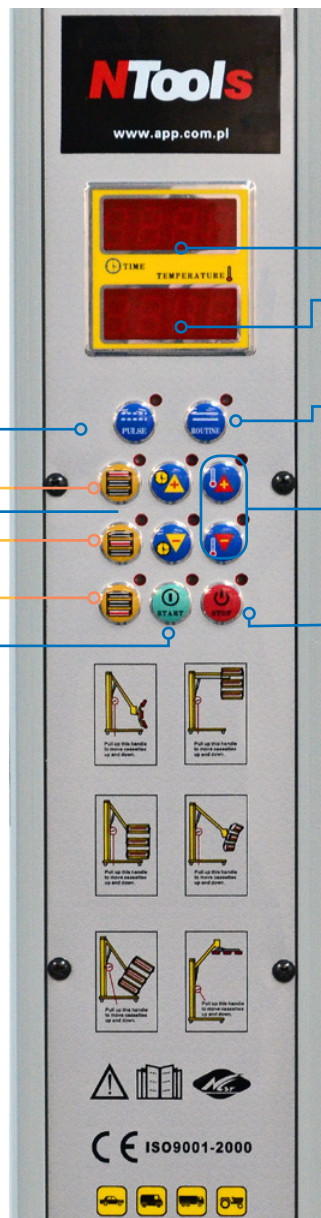 NTools
www.app.com.pl
TIME
TEMPERATURE
PULSE
ROUTINE
START
STOP
Pull up this handle
to move cassettes
up and down.
Pull up this handle
to move cassettes
up and down.
Pull up this handle
to move cassettes
up and down.
Pull up this handle
to move cassettes
up and down.
Pull up this handle
to move cassettes
up and down.
Pull up this handle
to move cassettes
up and down.
CE ISO9001-2000